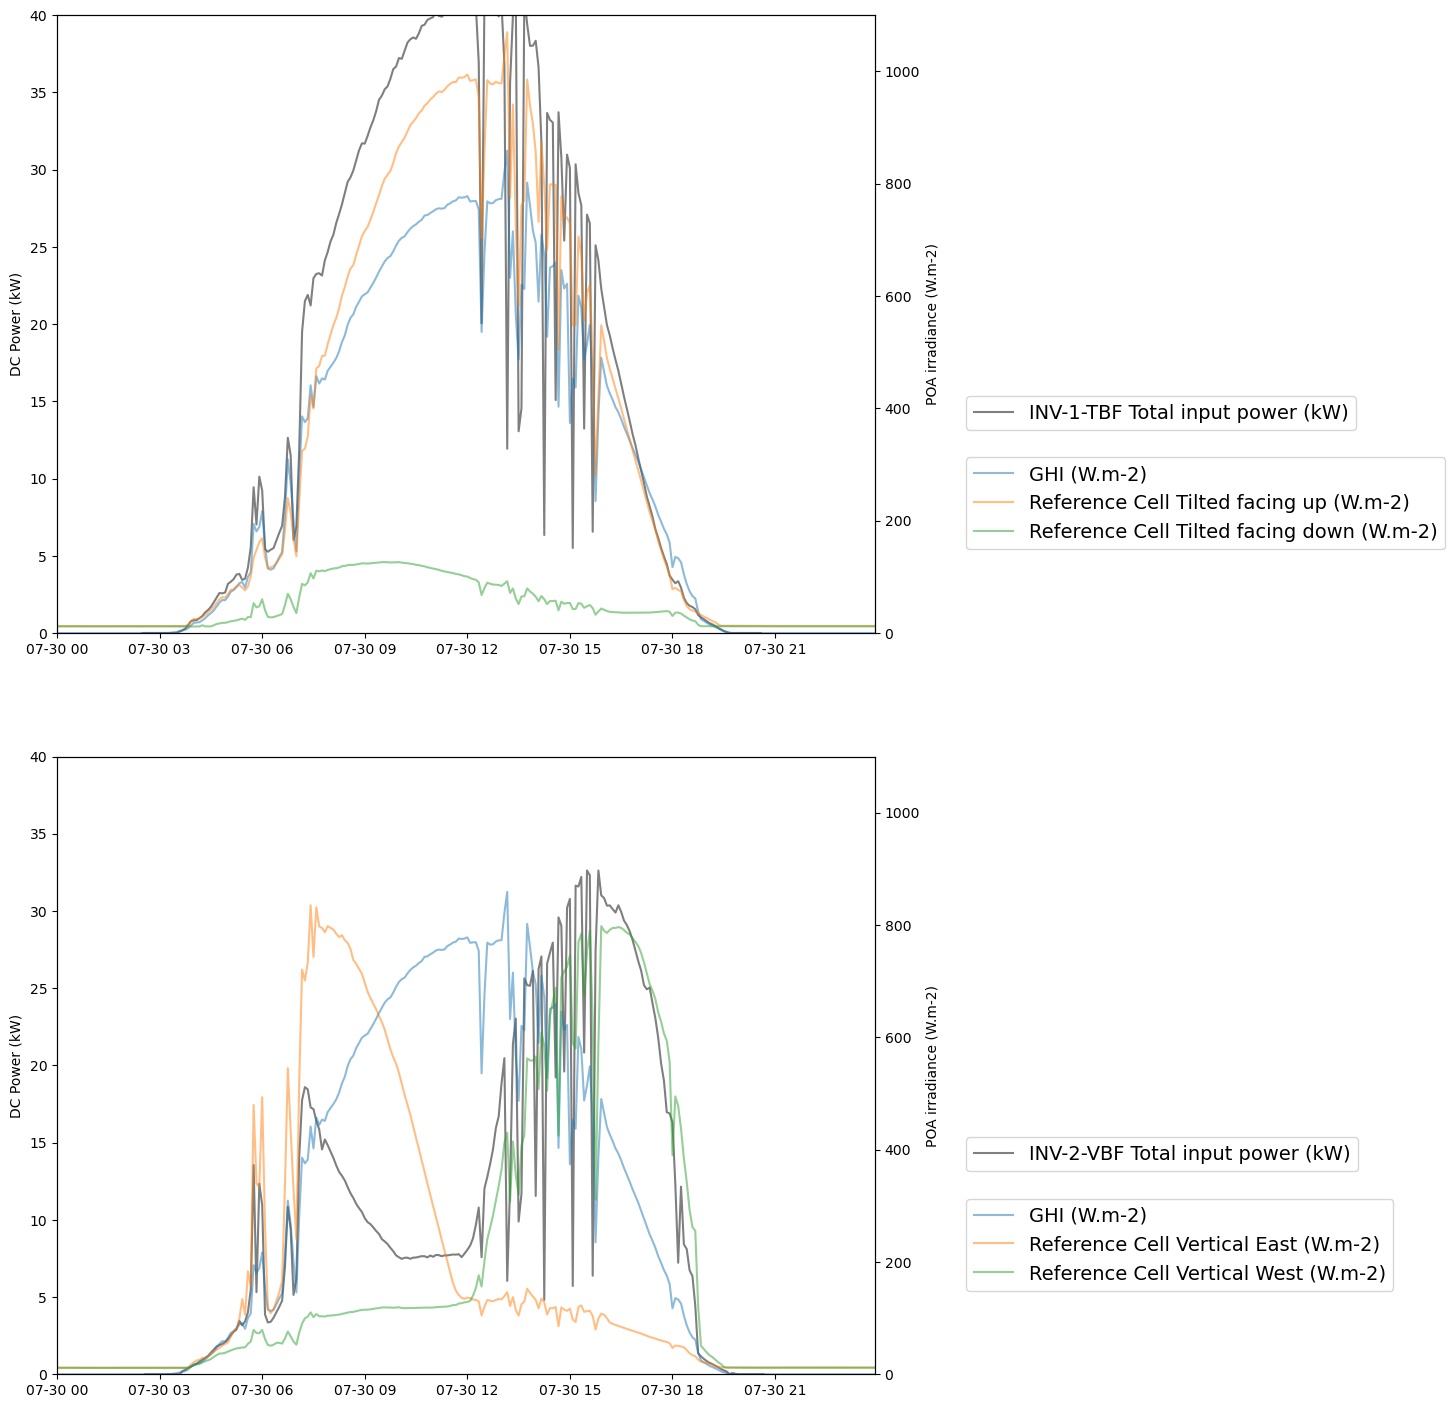 40
35
30
25
20
15
10
5
0
DC Power (kW)
1000
800
600
400
200
0
POA irradiance (W.m-2)
07-30 00 07-30 03 07-30 06 07-30 09 07-30 12 07-30 15 07-30 18 07-30 21
INV-1-TBF Total input power (kW)
GHI (W.m-2)
Reference Cell Tilted facing up (W.m-2)
Reference Cell Tilted facing down (W.m-2)
40
35
30
25
20
15
10
5
0
DC Power (kW)
1000
800
600
400
200
0
POA irradiance (W.m-2)
07-30 00 07-30 03 07-30 06 07-30 09 07-30 12 07-30 15 07-30 18 07-30 21
INV-2-VBF Total input power (kW)
GHI (W.m-2)
Reference Cell Vertical East (W.m-2)
Reference Cell Vertical West (W.m-2)